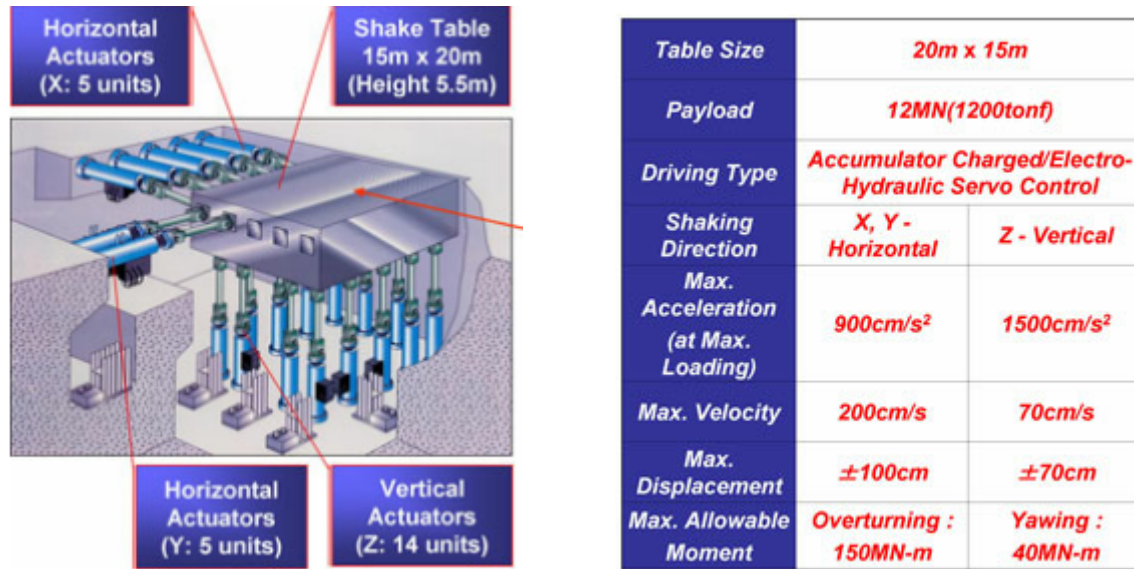 Horizontal
Actuators
(X: 5 units)
Shake Table
15m x 20m
(Height 5.5m)
Horizontal
Actuators
(Y: 5 units)
Vertical
Actuators
(Z: 14 units)
Table Size 20m x 15m
Payload 12MN(1200tonf)
Driving Type Accumulator Charged/Electro-
Hydraulic Servo Control
Shaking
Direction
X, Y -
Horizontal
Z - Vertical
Max.
Acceleration
(at Max.
Loading)
900cm/s²
1500cm/s²
Max. Velocity 200cm/s 70cm/s
Max.
Displacement
±100cm
±70cm
Max. Allowable
Moment
Overturning :
150MN-m
Yawing :
40MN-m